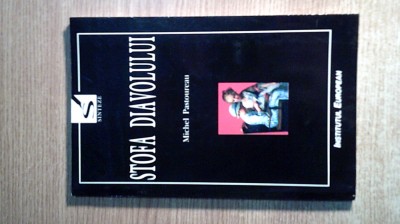 SINTEZE
STOFA DIAVOLULUI
Michel Pastoureau
INSTITUTUL EUROPEAN